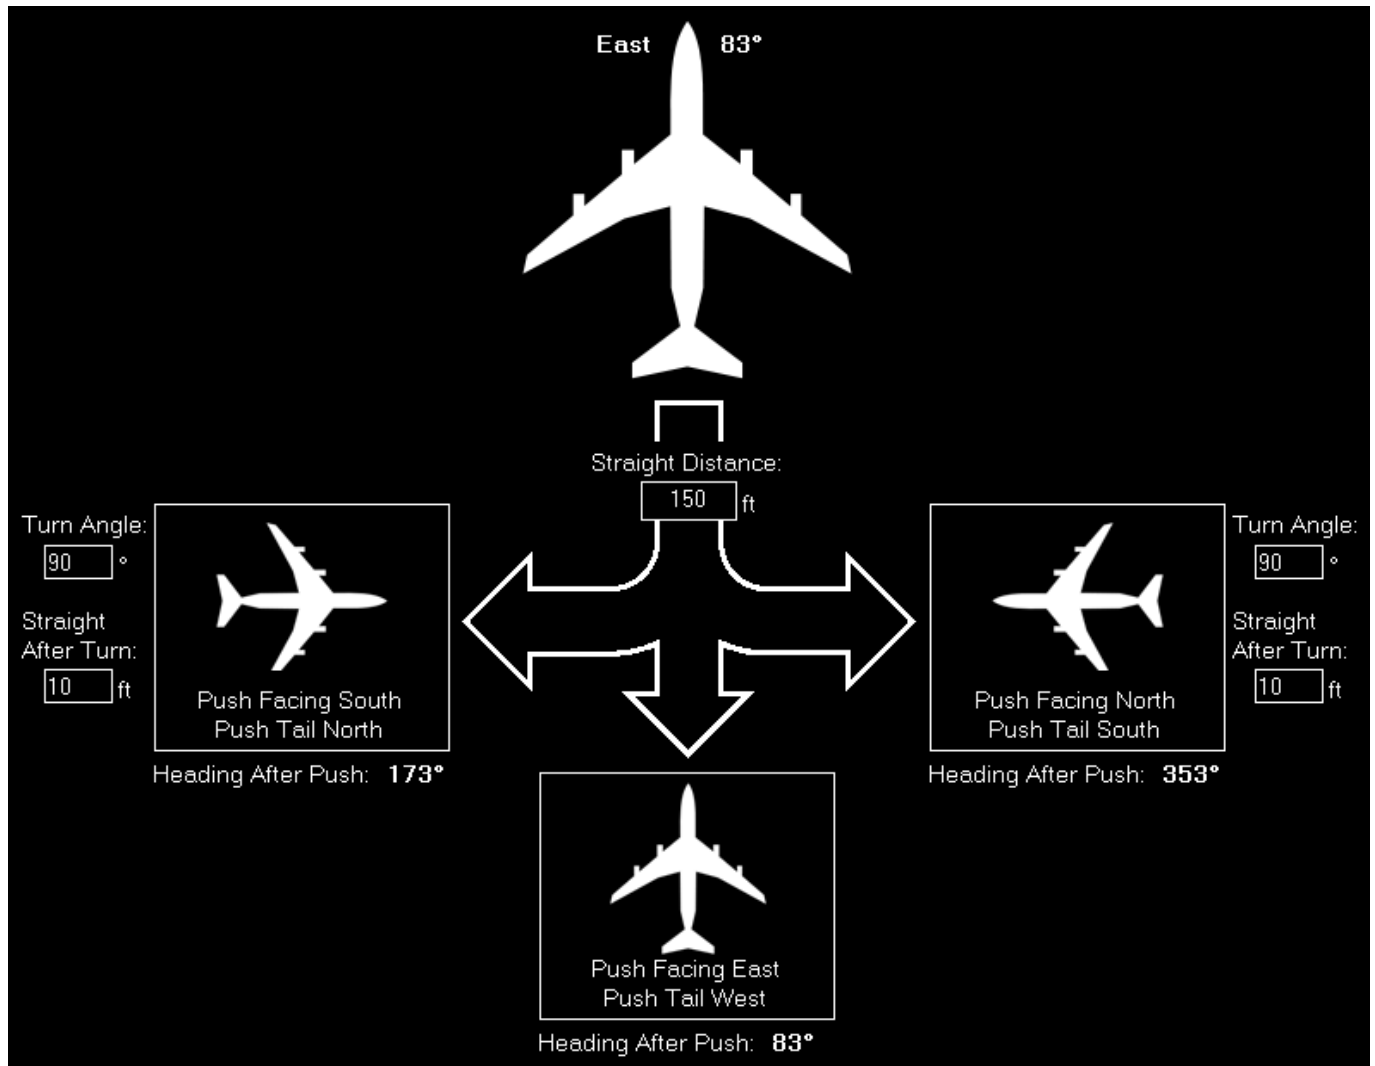 East 83°
Straight Distance:
150 ft
Turn Angle:
90 °
Straight
After Turn:
10 ft
Push Facing South
Push Tail North
Heading After Push: 173°
Push Facing North
Push Tail South
Heading After Push: 353°
Turn Angle:
90 °
Straight
After Turn:
10 ft
Push Facing East
Push Tail West
Heading After Push: 83°